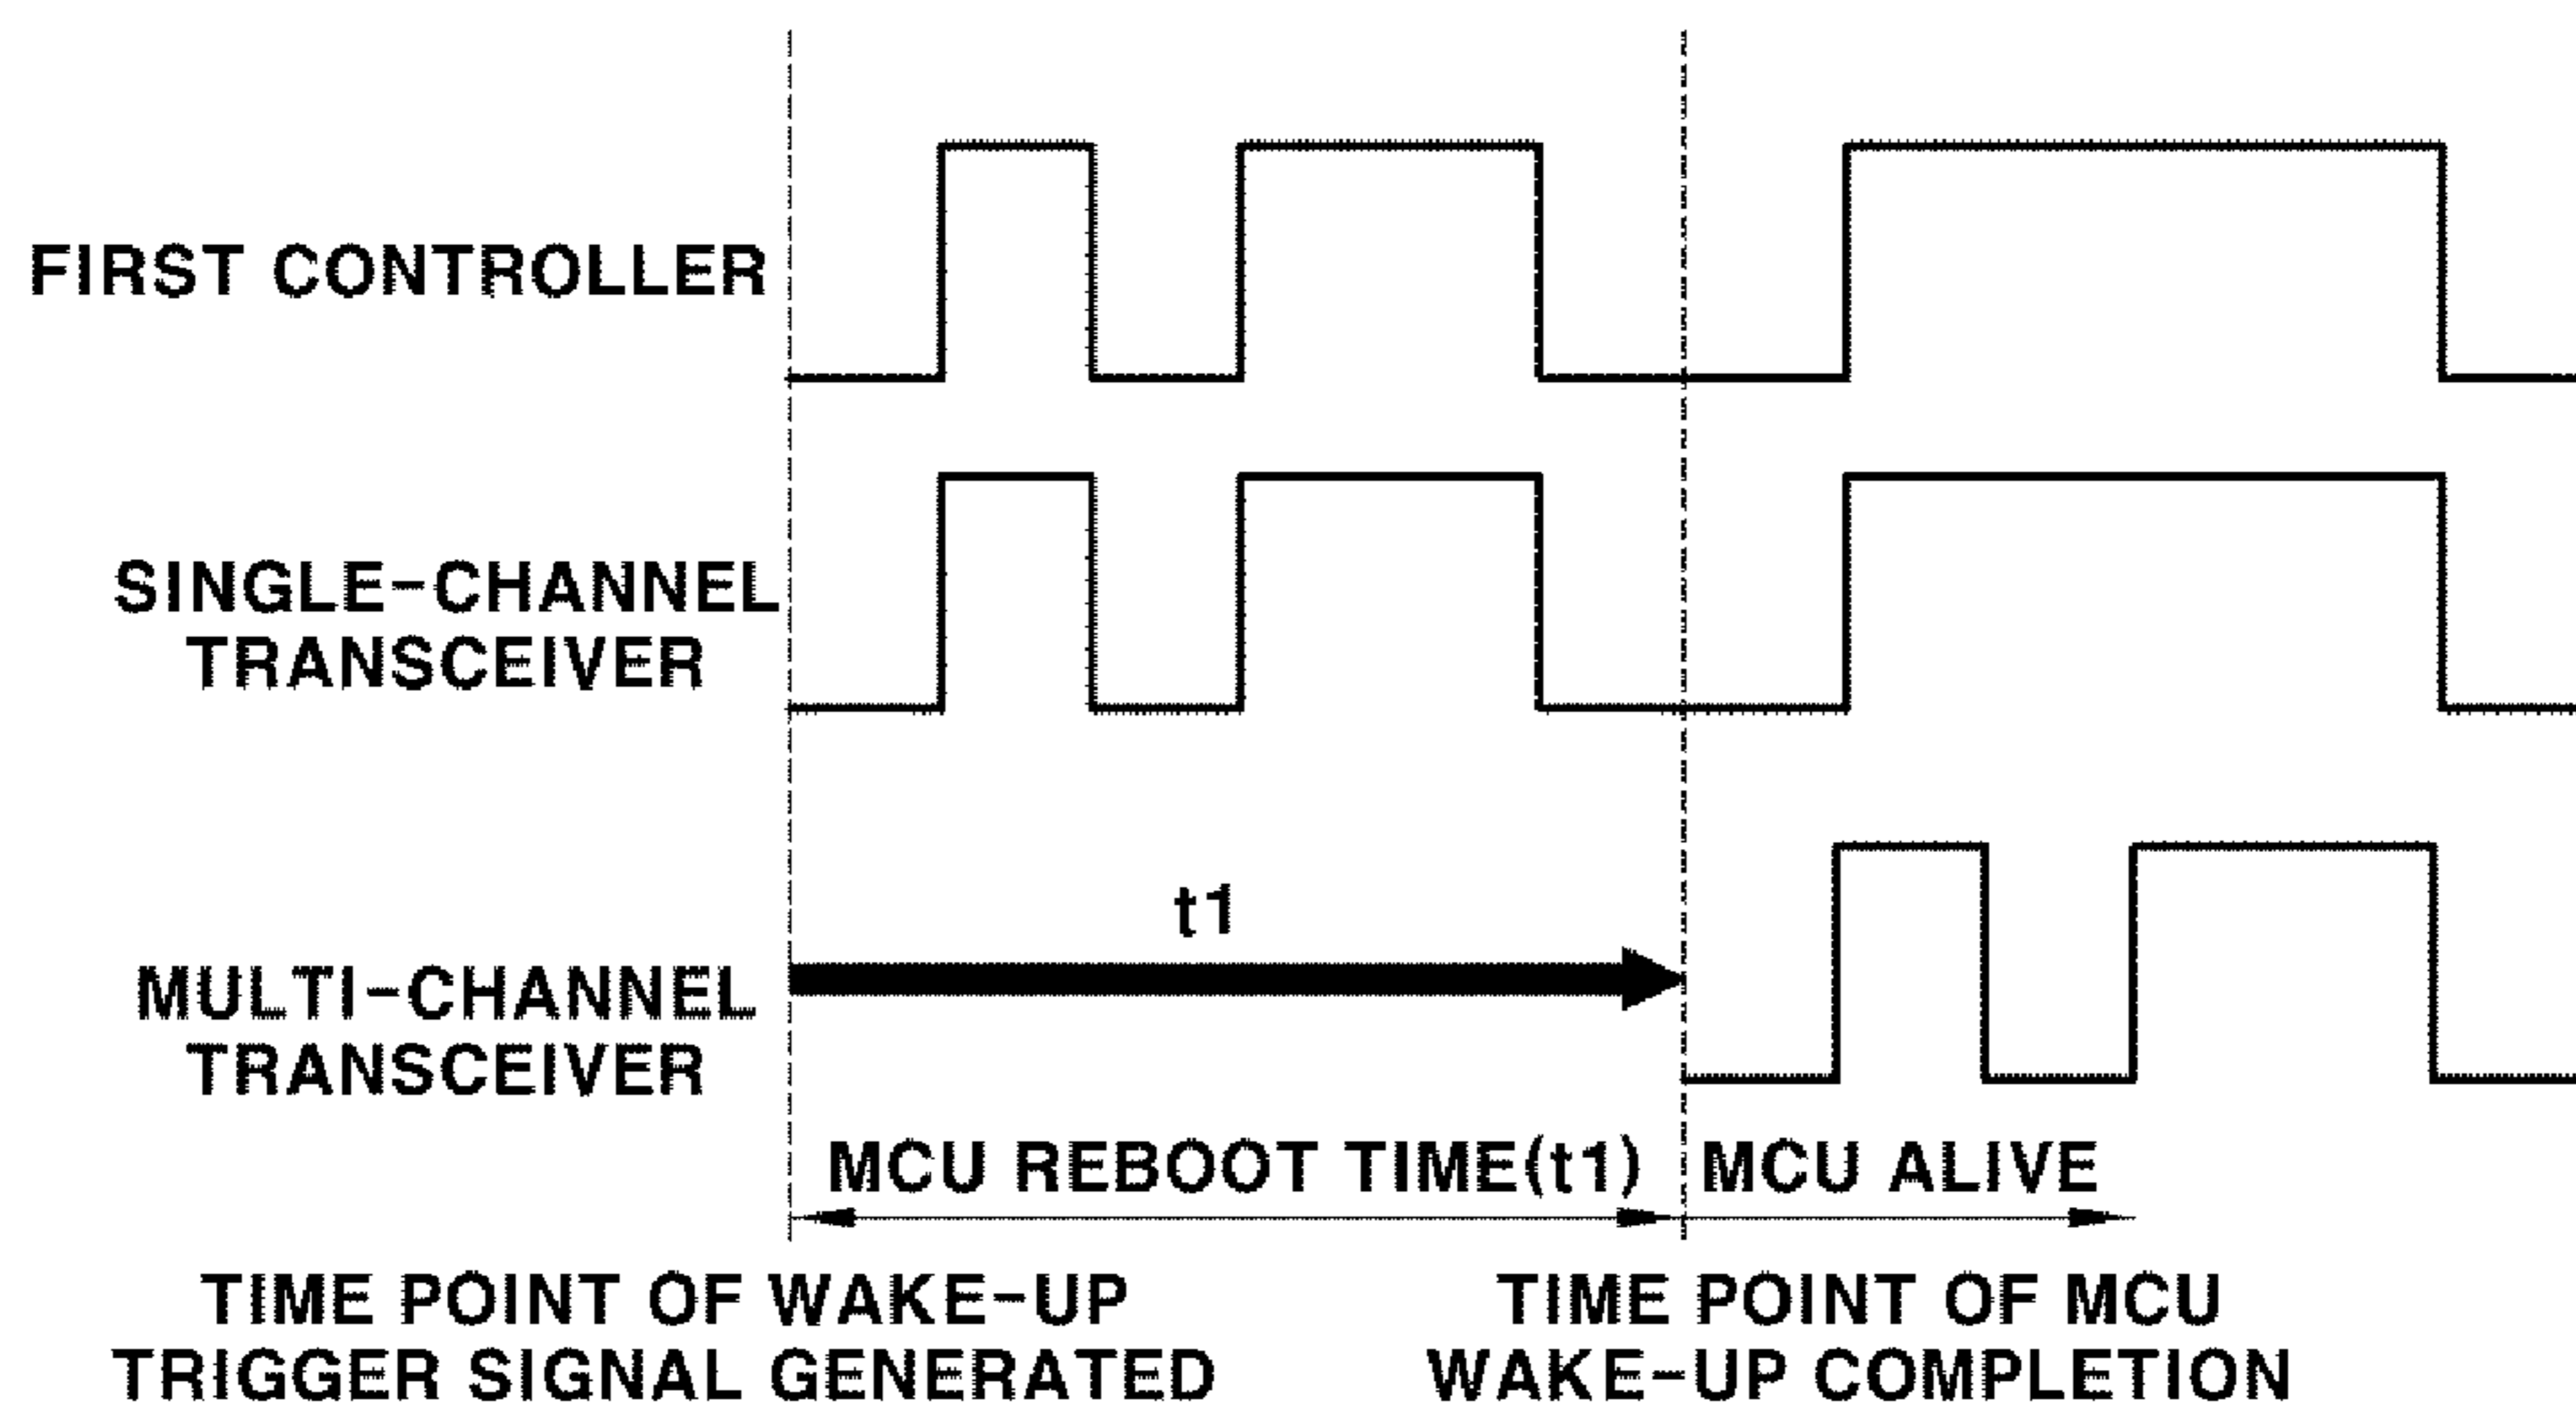 FIRST CONTROLLER
SINGLE-CHANNEL
TRANSCEIVER
t1
MULTI-CHANNEL
TRANSCEIVER
MCU REBOOT TIME(t1)
MCU ALIVE
TIME POINT OF WAKE-UP
TRIGGER SIGNAL GENERATED
TIME POINT OF MCU
WAKE-UP COMPLETION